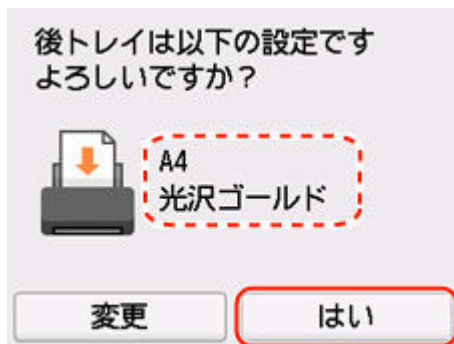 後トレイは以下の設定です
よろしいですか？
A4
光沢ゴールド
変更
はい